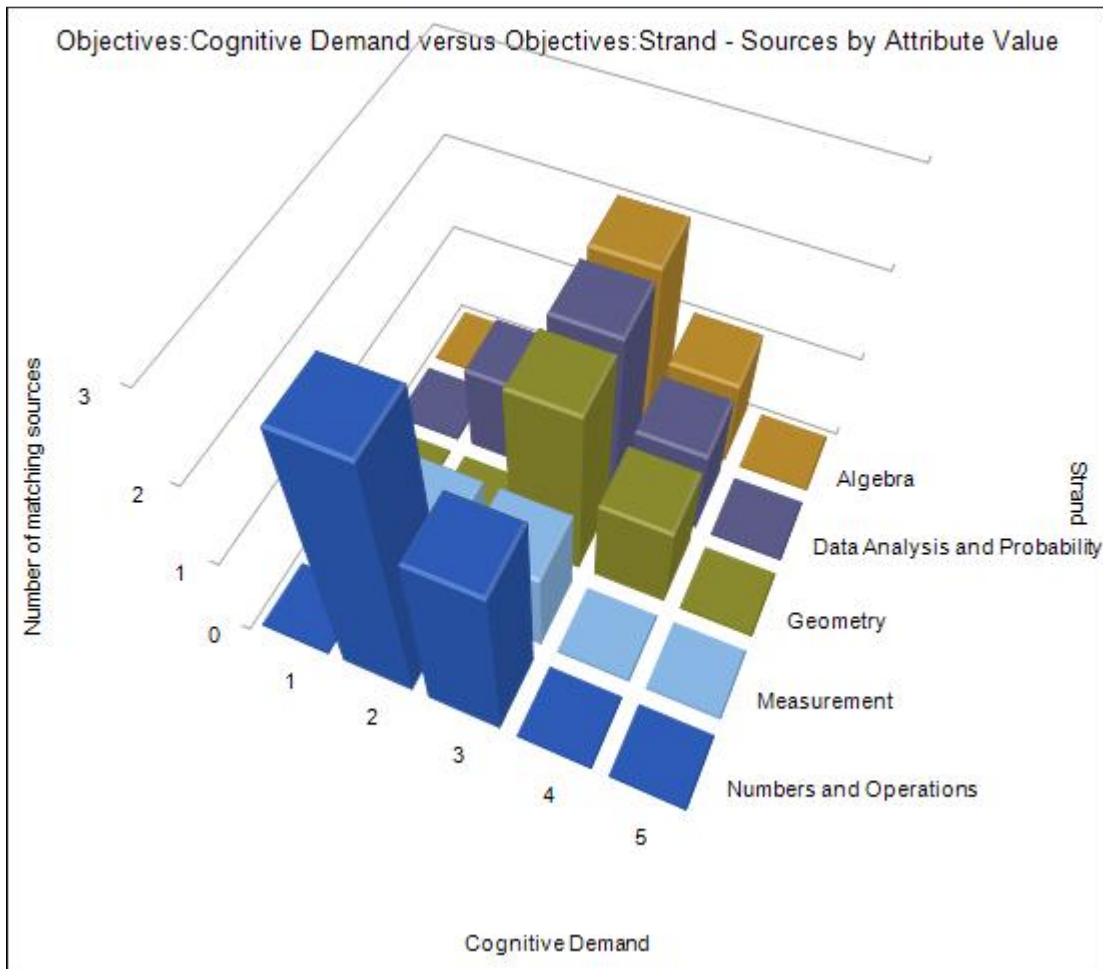 Objectives:Cognitive Demand versus Objectives:Strand - Sources by Attribute Value
Number of matching sources
3
2
1
0
1
2
3
4
5
Cognitive Demand
Algebra
Data Analysis and Probability
Geometry
Measurement
Numbers and Operations
Strand